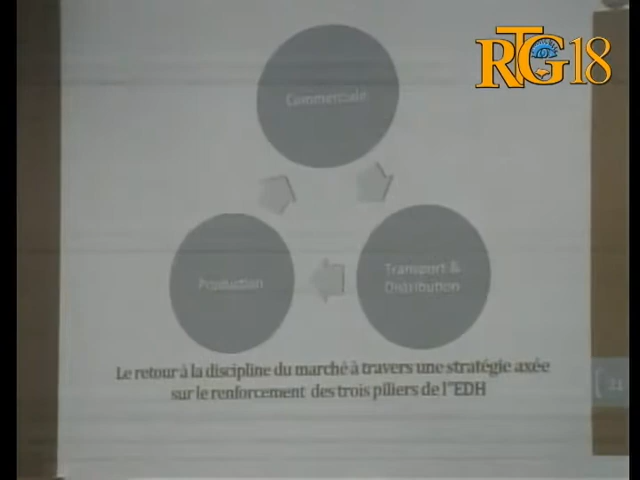 RTG18
Commerciale
Production
Transport &
Distribution
Le retour à la discipline du marché à travers une stratégie axée
sur le renforcement des trois piliers de l''EDH
31